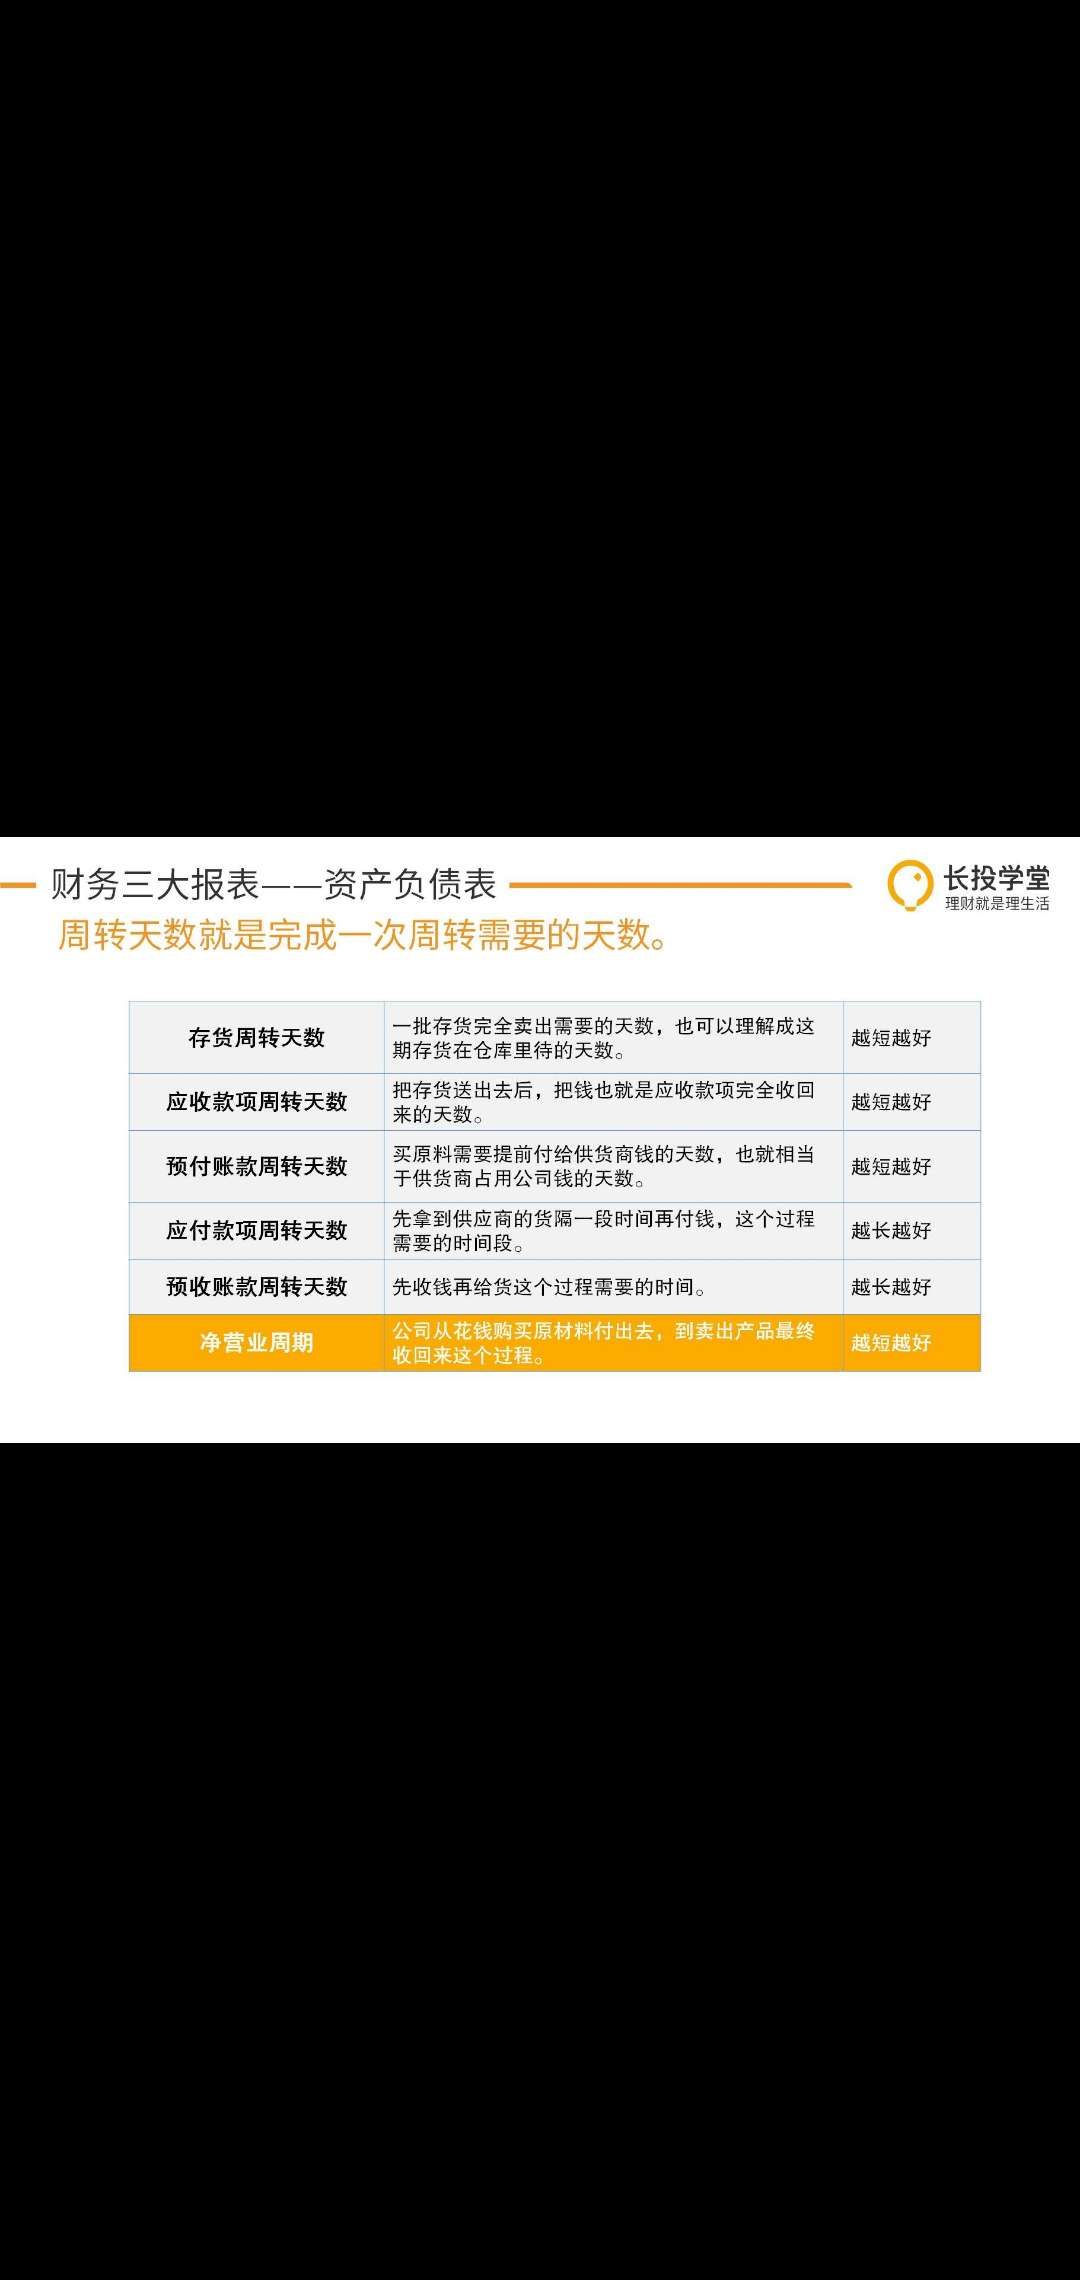 财务三大报表——资产负债表
长投学堂
理财就是理生活
周转天数就是完成一次周转需要的天数。
存货周转天数
一批存货完全卖出需要的天数，也可以理解成这
期存货在仓库里待的天数。
越短越好
应收款项周转天数
把存货送出去后，把钱也就是应收款项完全收回
来的天数。
越短越好
预付账款周转天数
买原料需要提前付给供货商钱的天数，也就相当
于供货商占用公司钱的天数。
越短越好
应付款项周转天数
先拿到供应商的货隔一段时间再付钱，这个过程
需要的时间段。
越长越好
预收账款周转天数
先收钱再给货这个过程需要的时间。
越长越好
净营业周期
公司从花钱购买原材料付出去，到卖出产品最终
收回来这个过程。
越短越好